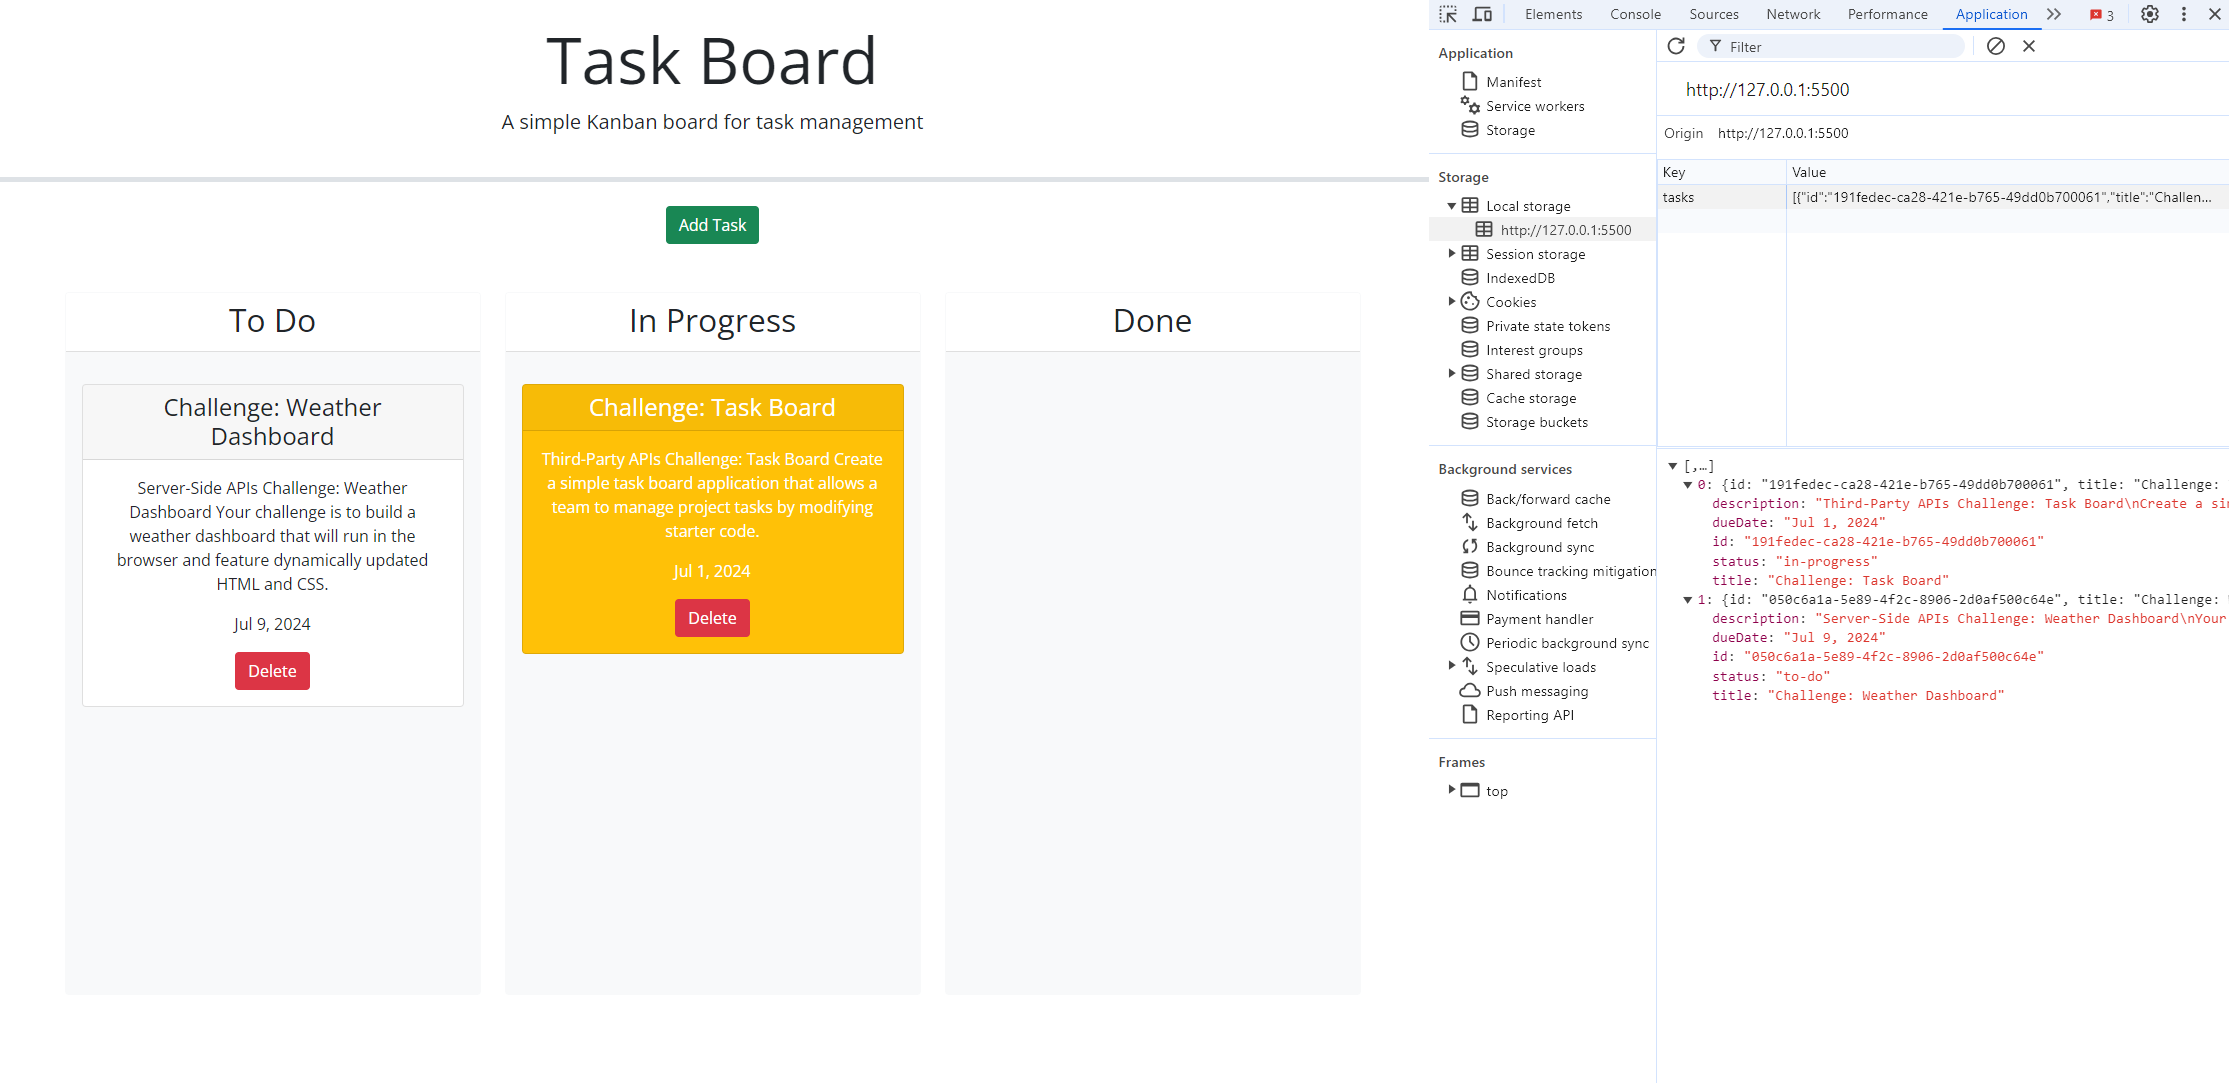 Task Board
A simple Kanban board for task management
Add Task
To Do
Challenge: Weather
Dashboard
Server-Side APIs Challenge: Weather
Dashboard Your challenge is to build a
weather dashboard that will run in the
browser and feature dynamically updated
HTML and CSS.
Jul 9, 2024
Delete
In Progress
Challenge: Task Board
Third-Party APIs Challenge: Task Board Create
a simple task board application that allows a
team to manage project tasks by modifying
starter code.
Jul 1, 2024
Delete
Done
Elements Console Sources Network Performance Application 3
Application
Manifest
Service workers
Storage
Storage
Local storage
http://127.0.0.1:5500
Session storage
IndexedDB
Cookies
Private state tokens
Interest groups
Shared storage
Cache storage
Storage buckets
Background services
Back/forward cache
Background fetch
Background sync
Bounce tracking mitigation
Notifications
Payment handler
Periodic background sync
Speculative loads
Push messaging
Reporting API
Frames
top
Filter
http://127.0.0.1:5500
Origin http://127.0.0.1:5500
Key Value
tasks [{"id":"191fedec-ca28-421e-b765-49dd0b700061","title":"Challen...
[,…]
0: {id: "191fedec-ca28-421e-b765-49dd0b700061", title: "Challenge:
description: "Third-Party APIs Challenge: Task Board\nCreate a si
dueDate: "Jul 1, 2024"
id: "191fedec-ca28-421e-b765-49dd0b700061"
status: "in-progress"
title: "Challenge: Task Board"
1: {id: "050c6a1a-5e89-4f2c-8906-2d0af500c64e", title: "Challenge:
description: "Server-Side APIs Challenge: Weather Dashboard\nYour
dueDate: "Jul 9, 2024"
id: "050c6a1a-5e89-4f2c-8906-2d0af500c64e"
status: "to-do"
title: "Challenge: Weather Dashboard"